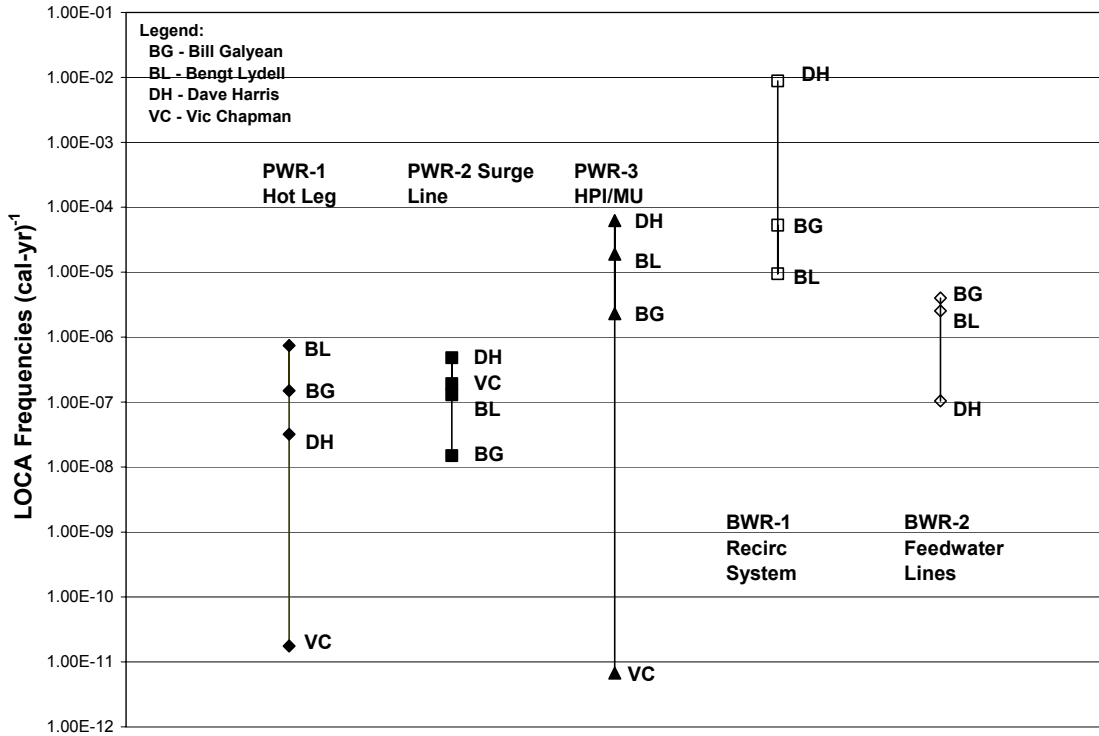 1.00E-01
1.00E-02
1.00E-03
1.00E-04
1.00E-05
1.00E-06
1.00E-07
1.00E-08
1.00E-09
1.00E-10
1.00E-11
1.00E-12
LOCA Frequencies (cal-yr)⁻¹
Legend:
BG - Bill Galyean
BL - Bengt Lydell
DH - Dave Harris
VC - Vic Chapman
PWR-1
Hot Leg
BL
BG
DH
VC
PWR-2 Surge
Line
DH
VC
BL
BG
PWR-3
HPI/MU
DH
BL
BG
VC
DH
BG
BL
BWR-1
Recirc
System
BG
BL
DH
BWR-2
Feedwater
Lines